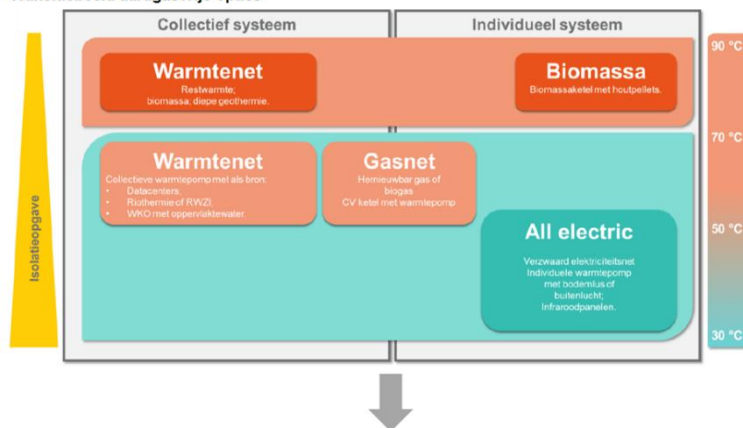 Collectief systeem
Individueel systeem
90 °C
Warmtenet
Restwarmte;
biomassa; diepe geothermie.
Biomassa
Biomassaketel met houtpellets.
70 °C
Warmtenet
Collectieve warmtepomp met als bron:
• Datacenters;
• Riothermie of RWZI;
• WKO met oppervlaktewater.
Gasnet
Hernieuwbar gas of
biogas
CV ketel met warmtepomp
50 °C
All electric
Verzwaard elektriciteitsnet
Individuele warmtepomp
met bodemlus of
buitenlucht;
Infraroodpanelen.
30 °C
Isolatieopgave